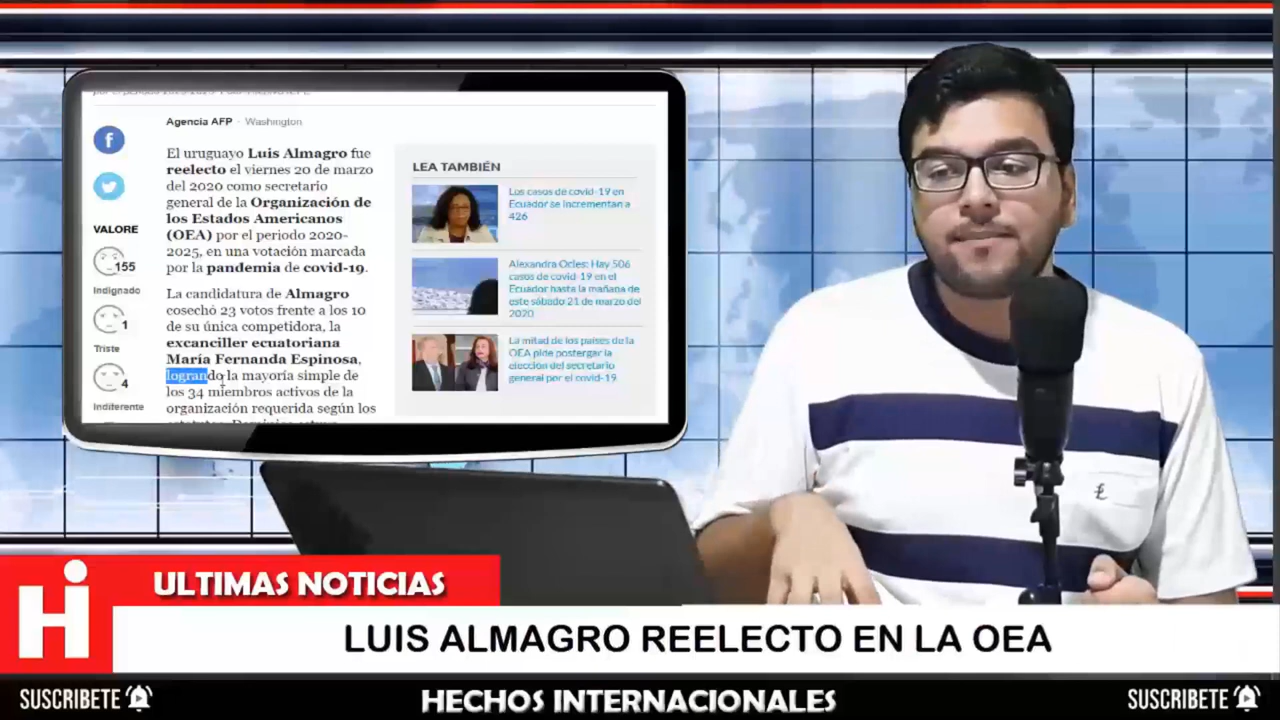 Agencia AFP - Washington
El uruguayo Luis Almagro fue
reelecto el viernes 20 de marzo
del 2020 como secretario
general de la Organización de
los Estados Americanos
(OEA) por el periodo 2020-
2025, en una votación marcada
por la pandemia de covid-19.
La candidatura de Almagro
cosechó 23 votos frente a los 10
de su única competidora, la
excanciller ecuatoriana
María Fernanda Espinosa,
logrando la mayoría simple de
los 34 miembros activos de la
organización requerida según los
f
VALORE
155
Indignado
1
Triste
4
Indiferente
LEA TAMBIÉN
Los casos de covid-19 en
Ecuador se incrementan a
426
Alexandra Ocles: Hay 506
casos de covid-19 en el
Ecuador hasta la mañana de
este sábado 21 de marzo del
2020
La mitad de los países de la
OEA pide postergar la
elección del secretario
general por el covid-19
Hi
ULTIMAS NOTICIAS
LUIS ALMAGRO REELECTO EN LA OEA
SUSCRIBETE
HECHOS INTERNACIONALES
SUSCRIBETE